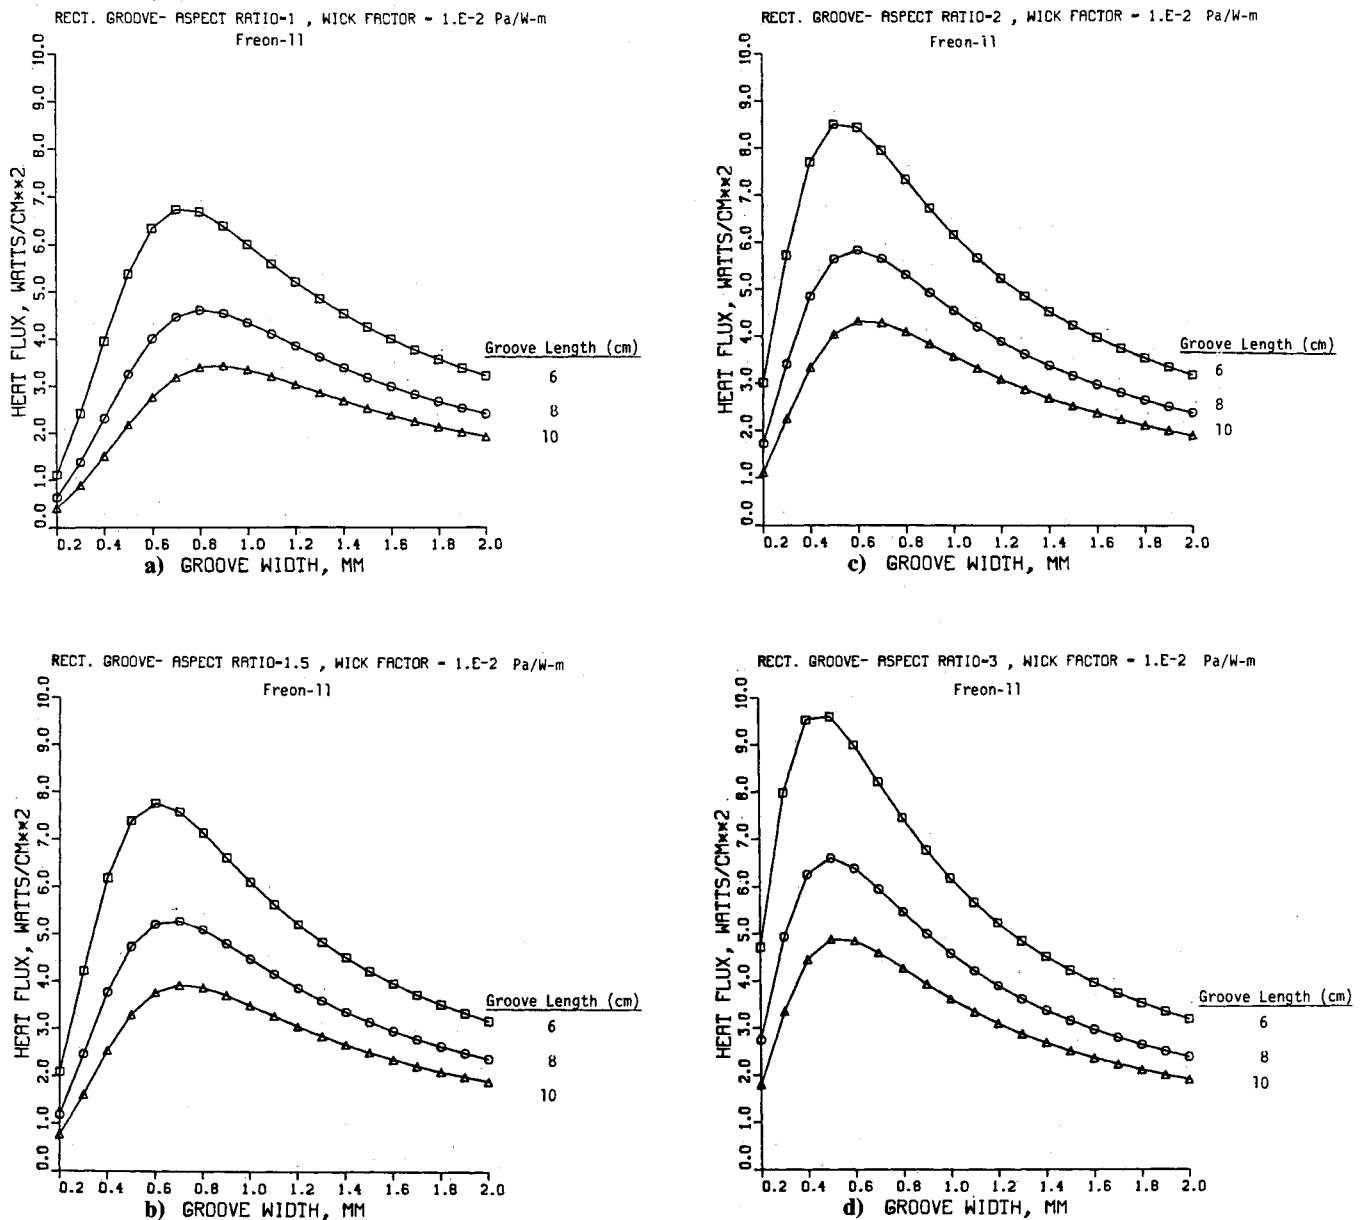 RECT. GROOVE- ASPECT RATIO-1 , WICK FACTOR - 1.E-2 Pa/W-m
Freon-11
HEAT FLUX, WATTS/CM**2
0.0 1.0 2.0 3.0 4.0 5.0 6.0 7.0 8.0 9.0 10.0
Groove Length (cm)
6
8
10
0.2 0.4 0.6 0.8 1.0 1.2 1.4 1.6 1.8 2.0
a) GROOVE WIDTH, MM
RECT. GROOVE- ASPECT RATIO-2 , WICK FACTOR - 1.E-2 Pa/W-m
Freon-11
HEAT FLUX, WATTS/CM**2
0.0 1.0 2.0 3.0 4.0 5.0 6.0 7.0 8.0 9.0 10.0
Groove Length (cm)
6
8
10
0.2 0.4 0.6 0.8 1.0 1.2 1.4 1.6 1.8 2.0
c) GROOVE WIDTH, MM
RECT. GROOVE- ASPECT RATIO-1.5 , WICK FACTOR - 1.E-2 Pa/W-m
Freon-11
HEAT FLUX, WATTS/CM**2
0.0 1.0 2.0 3.0 4.0 5.0 6.0 7.0 8.0 9.0 10.0
Groove Length (cm)
6
8
10
0.2 0.4 0.6 0.8 1.0 1.2 1.4 1.6 1.8 2.0
b) GROOVE WIDTH, MM
RECT. GROOVE- ASPECT RATIO-3 , WICK FACTOR - 1.E-2 Pa/W-m
Freon-11
HEAT FLUX, WATTS/CM**2
0.0 1.0 2.0 3.0 4.0 5.0 6.0 7.0 8.0 9.0 10.0
Groove Length (cm)
6
8
10
0.2 0.4 0.6 0.8 1.0 1.2 1.4 1.6 1.8 2.0
d) GROOVE WIDTH, MM